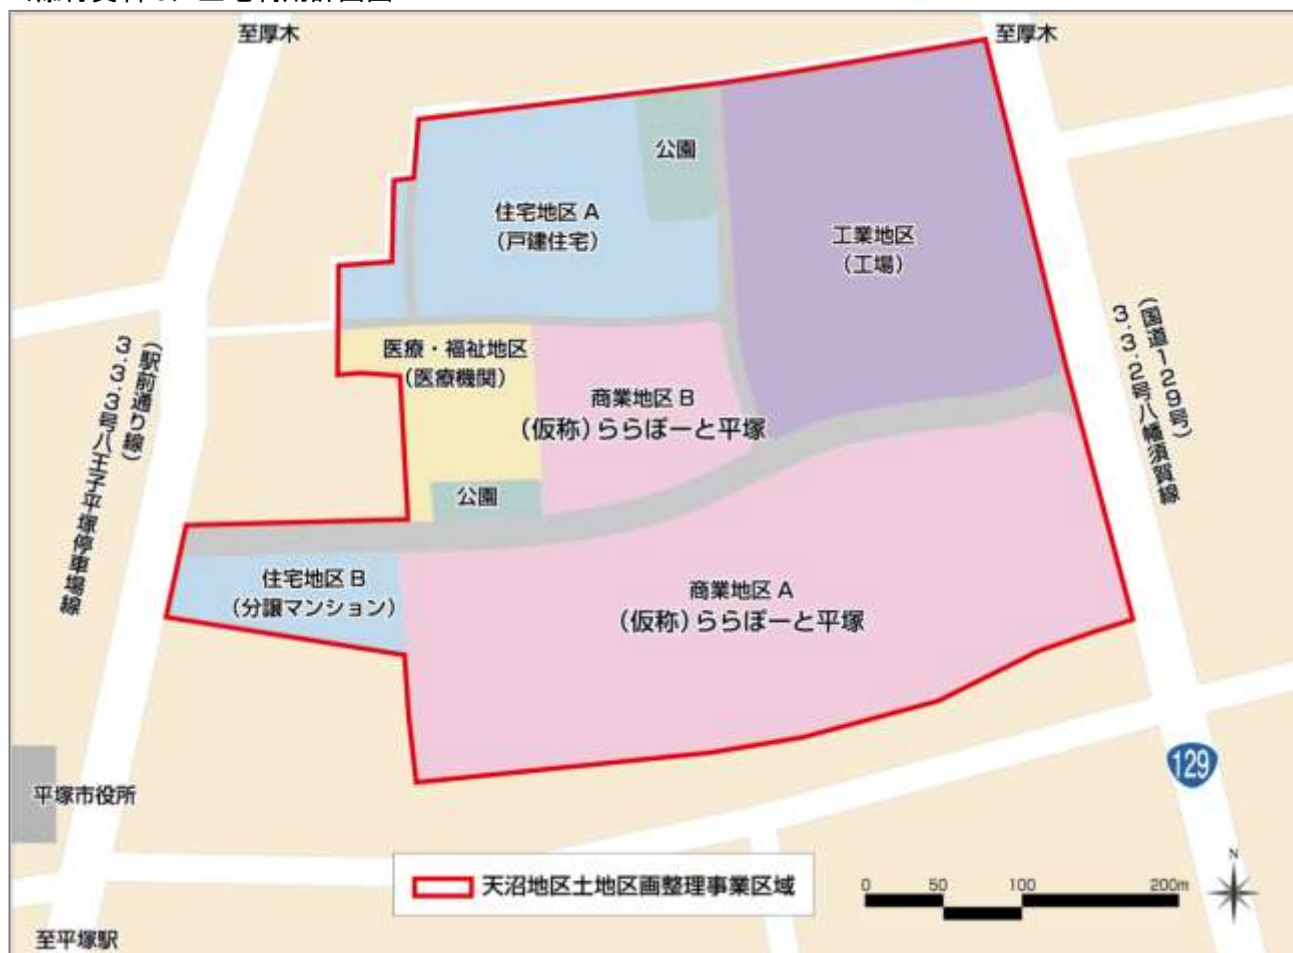 至厚木
至厚木
公園
住宅地区 A
（戸建住宅）
工業地区
（工場）
（国道129号）
3.3.2号八幡須賀線
（駅前通り線）
3.3.3号八王子平塚停車場線
医療・福祉地区
（医療機関）
商業地区 B
（仮称）ららぽーと平塚
公園
住宅地区 B
（分譲マンション）
商業地区 A
（仮称）ららぽーと平塚
129
平塚市役所
天沼地区土地区画整理事業区域
0 50 100 200m
N
至平塚駅